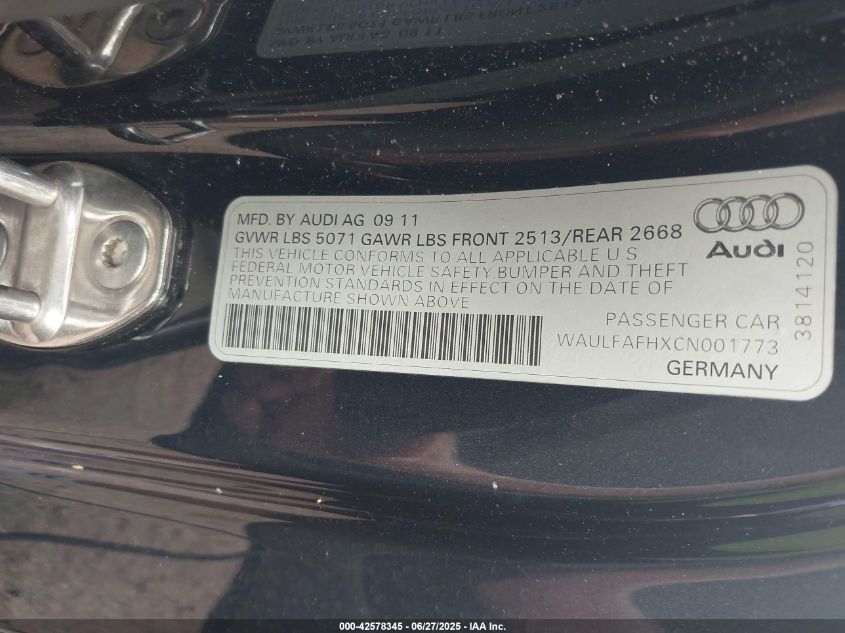 MFD. BY AUDI AG 09 11
GVWR LBS 5071 GAWR LBS FRONT 2513/REAR 2668
THIS VEHICLE CONFORMS TO ALL APPLICABLE U S
FEDERAL MOTOR VEHICLE SAFETY, BUMPER AND THEFT
PREVENTION STANDARDS IN EFFECT ON THE DATE OF
MANUFACTURE SHOWN ABOVE
Audi
PASSENGER CAR
WAULFAFHXCN001773
GERMANY
3814120
000-42578345 / 06/27/2025 - IAA Inc.